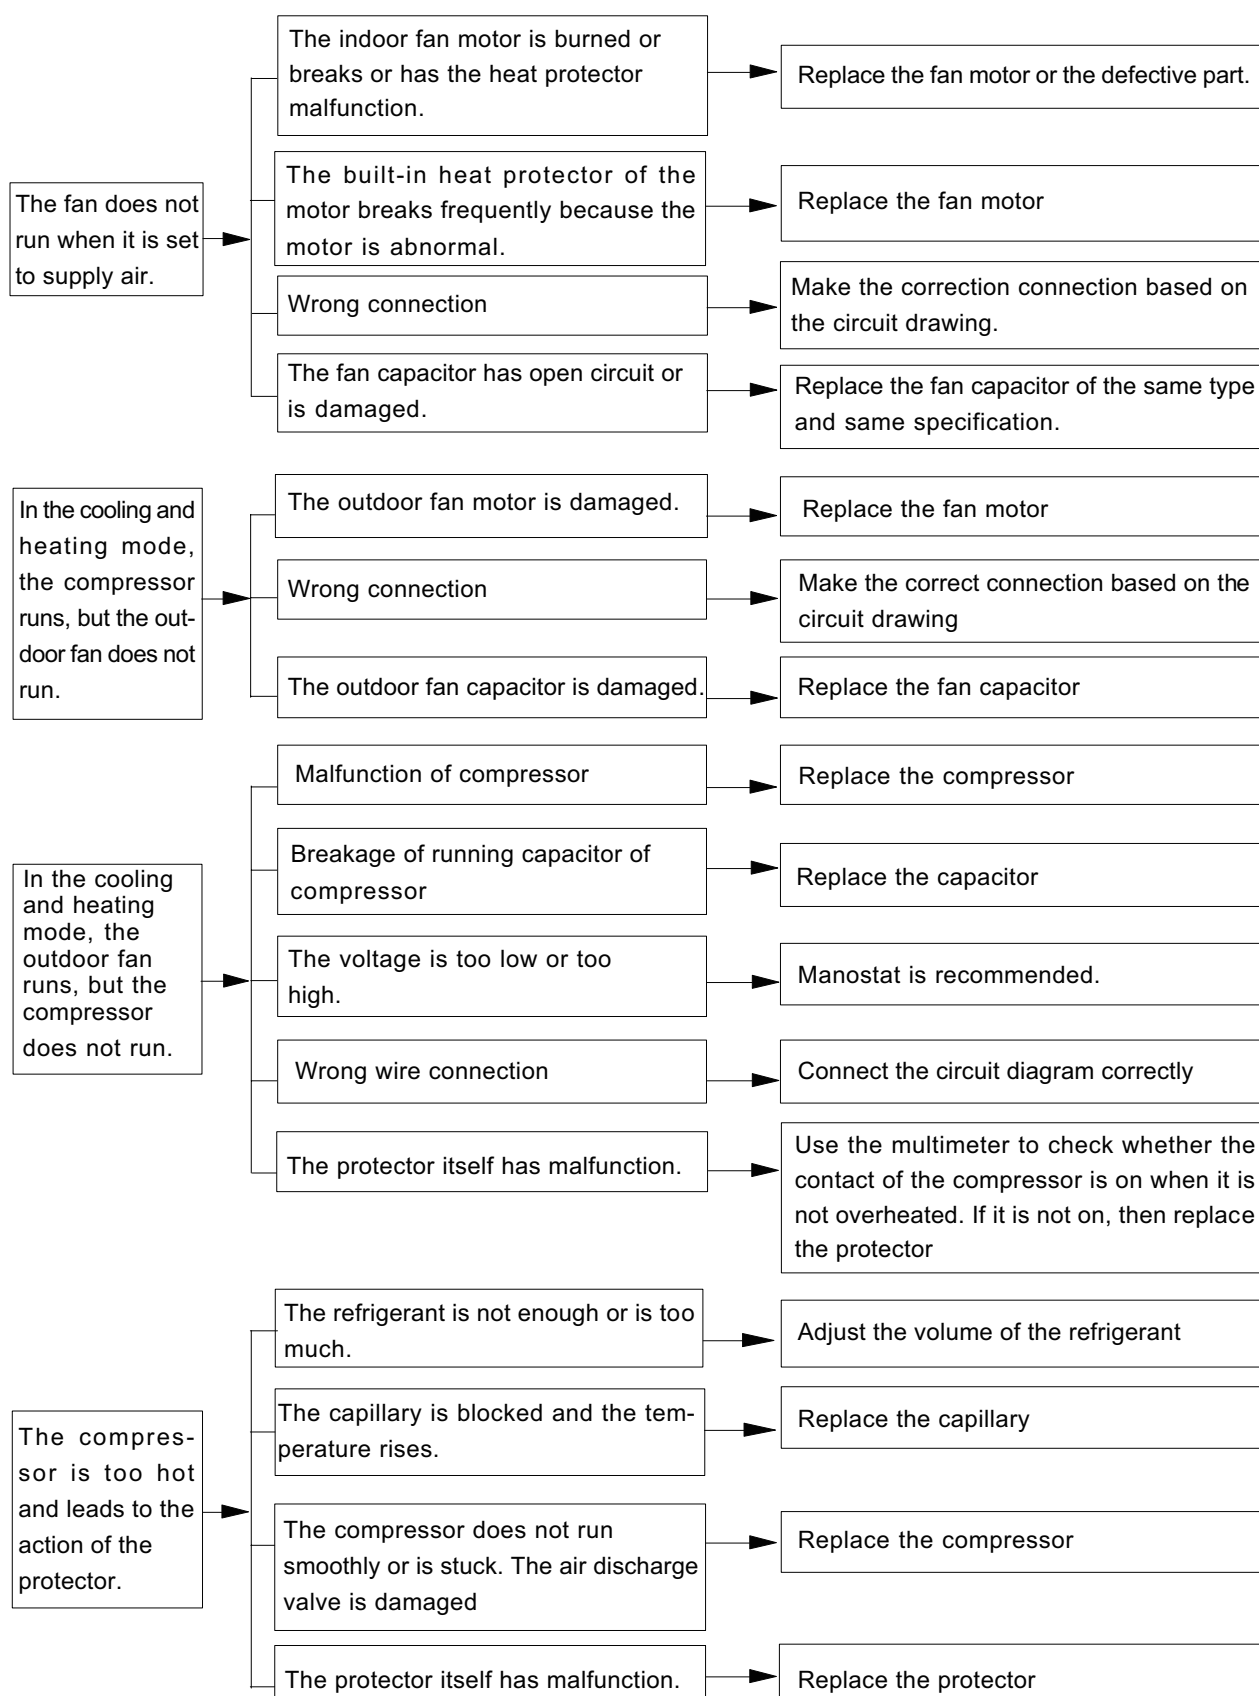 The fan does not
run when it is set
to supply air.
The indoor fan motor is burned or
breaks or has the heat protector
malfunction.
Replace the fan motor or the defective part.
The built-in heat protector of the
motor breaks frequently because the
motor is abnormal.
Replace the fan motor
Wrong connection
Make the correction connection based on
the circuit drawing.
The fan capacitor has open circuit or
is damaged.
Replace the fan capacitor of the same type
and same specification.
In the cooling and
heating mode,
the compressor
runs, but the out-
door fan does not
run.
The outdoor fan motor is damaged.
Replace the fan motor
Wrong connection
Make the correct connection based on the
circuit drawing
The outdoor fan capacitor is damaged.
Replace the fan capacitor
In the cooling
and heating
mode, the
outdoor fan
runs, but the
compressor
does not run.
Malfunction of compressor
Replace the compressor
Breakage of running capacitor of
compressor
Replace the capacitor
The voltage is too low or too
high.
Manostat is recommended.
Wrong wire connection
Connect the circuit diagram correctly
The protector itself has malfunction.
Use the multimeter to check whether the
contact of the compressor is on when it is
not overheated. If it is not on, then replace
the protector
The compres-
sor is too hot
and leads to the
action of the
protector.
The refrigerant is not enough or is too
much.
Adjust the volume of the refrigerant
The capillary is blocked and the tem-
perature rises.
Replace the capillary
The compressor does not run
smoothly or is stuck. The air discharge
valve is damaged
Replace the compressor
The protector itself has malfunction.
Replace the protector